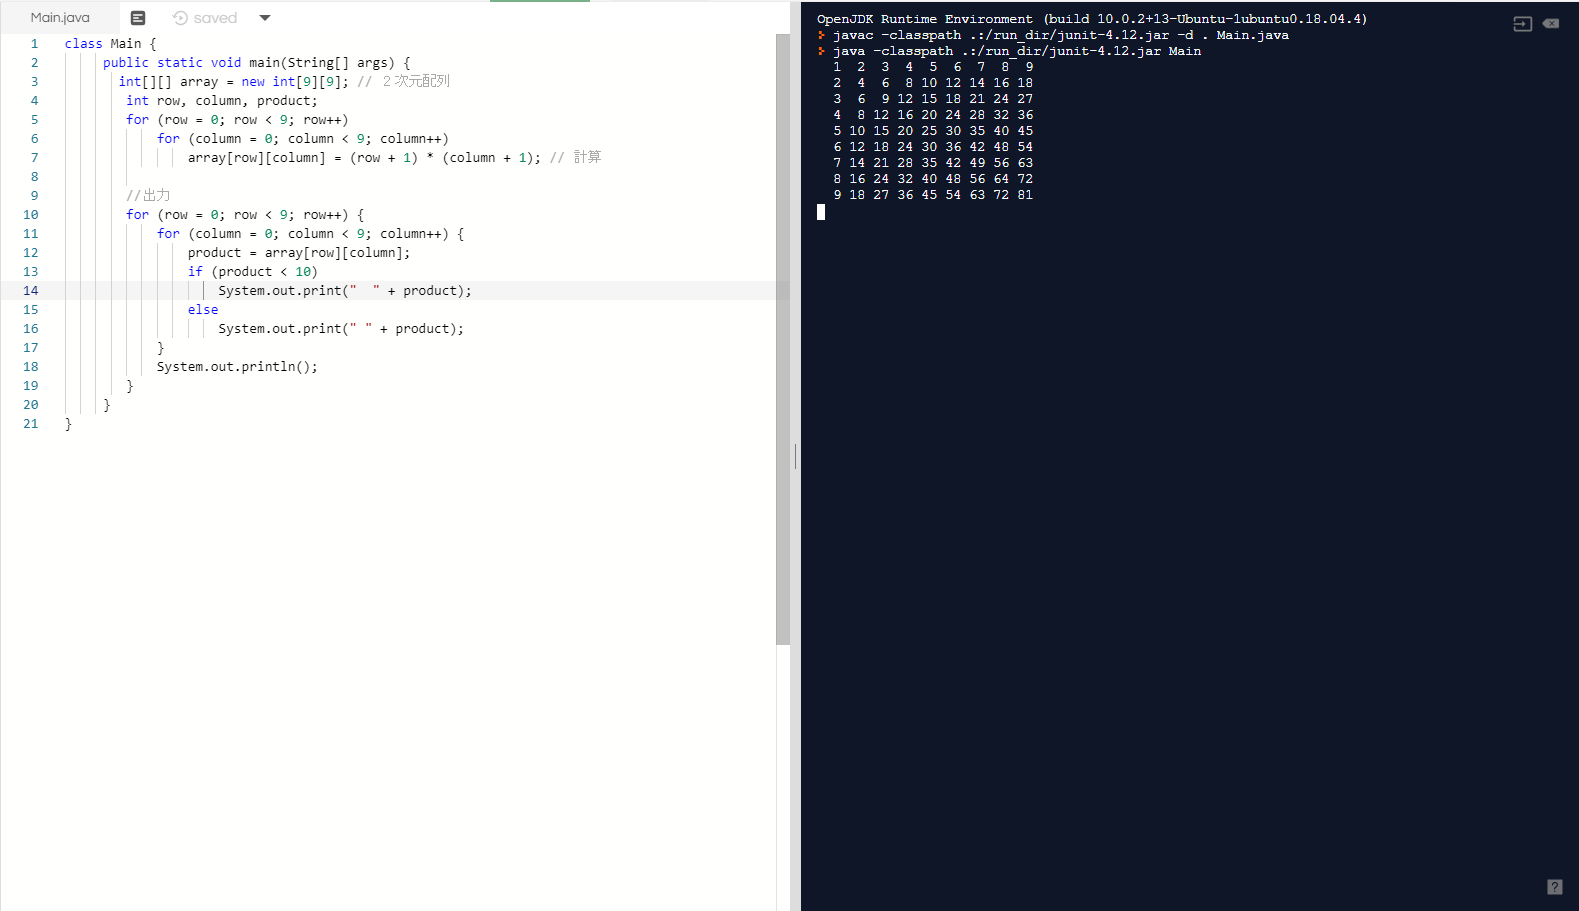 Main.java saved
1 class Main {
2 public static void main(String[] args) {
3 int[][] array = new int[9][9]; // ２次元配列
4 int row, column, product;
5 for (row = 0; row < 9; row++)
6 for (column = 0; column < 9; column++)
7 array[row][column] = (row + 1) * (column + 1); // 計算
8
9 //出力
10 for (row = 0; row < 9; row++) {
11 for (column = 0; column < 9; column++) {
12 product = array[row][column];
13 if (product < 10)
14 System.out.print("  " + product);
15 else
16 System.out.print(" " + product);
17 }
18 System.out.println();
19 }
20 }
21 }
OpenJDK Runtime Environment (build 10.0.2+13-Ubuntu-1ubuntu0.18.04.4)
javac -classpath .:/run_dir/junit-4.12.jar -d . Main.java
java -classpath .:/run_dir/junit-4.12.jar Main
1 2 3 4 5 6 7 8 9
2 4 6 8 10 12 14 16 18
3 6 9 12 15 18 21 24 27
4 8 12 16 20 24 28 32 36
5 10 15 20 25 30 35 40 45
6 12 18 24 30 36 42 48 54
7 14 21 28 35 42 49 56 63
8 16 24 32 40 48 56 64 72
9 18 27 36 45 54 63 72 81
?